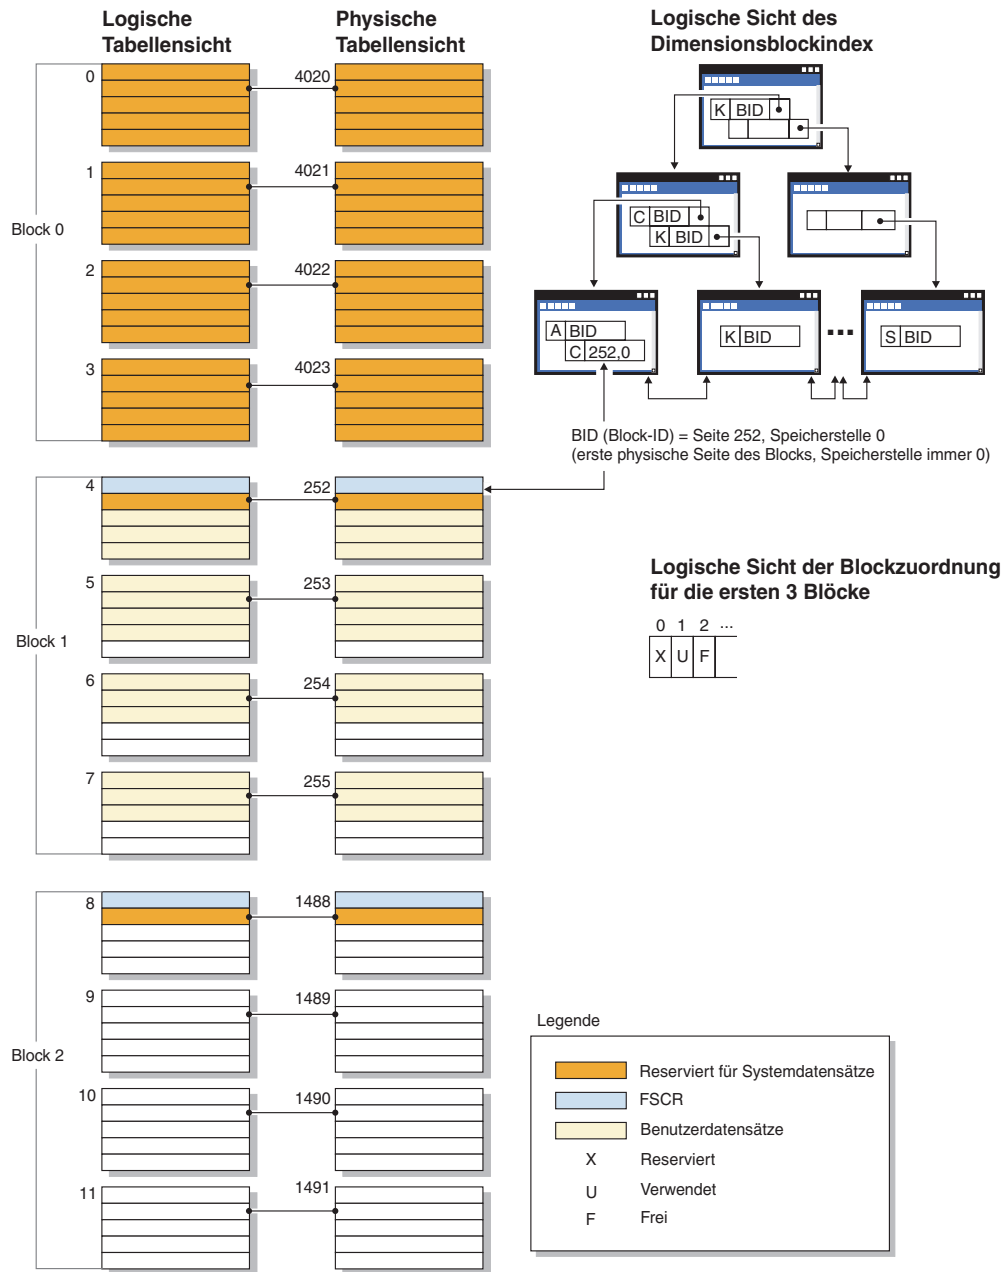 Logische
Tabellensicht
Physische
Tabellensicht
Logische Sicht des
Dimensionsblockindex
Block 0
0
4020
1
4021
2
4022
3
4023
K BID
C BID
K BID
A BID
C 252,0
K BID
S BID
BID (Block-ID) = Seite 252, Speicherstelle 0
(erste physische Seite des Blocks, Speicherstelle immer 0)
Block 1
4
252
5
253
6
254
7
255
Logische Sicht der Blockzuordnung
für die ersten 3 Blöcke
0 1 2 ...
X U F
Block 2
8
1488
9
1489
10
1490
11
1491
Legende
Reserviert für Systemdatensätze
FSCR
Benutzerdatensätze
X Reserviert
U Verwendet
F Frei